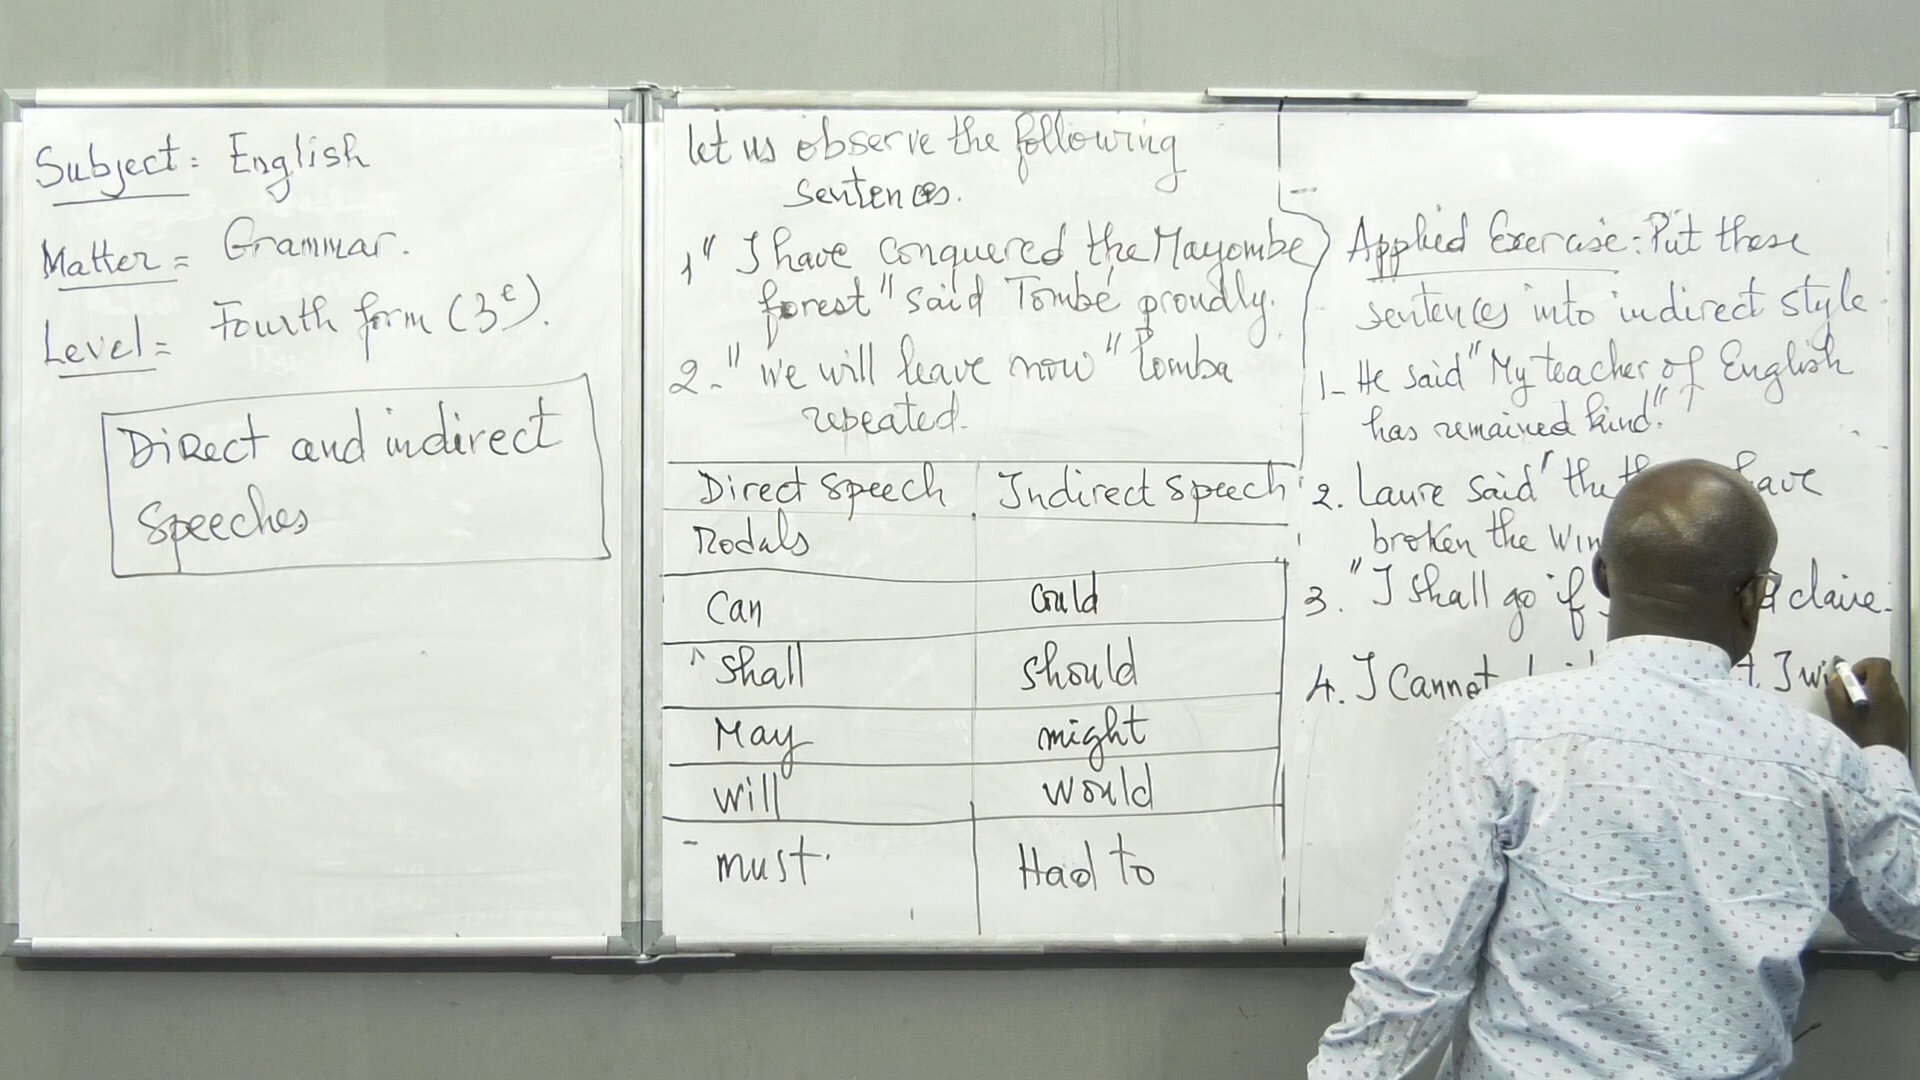 Subject: English
Matter = Grammar.
Level = Fourth form (3e).
Direct and indirect
Speeches
let us observe the following
sentences.
1" I have conquered the Mayombe
forest" said Tombé proudly.
2-" we will leave now" tomba
repeated.
Direct speech Indirect speech
Modals
Can could
shall should
May might
will would
must. Had to
Applied Exercise: Put these
sentences into indirect style
1- He said "My teacher of English
has remained kind".
2. Laure said " the have
broken the
3. "I shall go if claire.
4. I cannot I